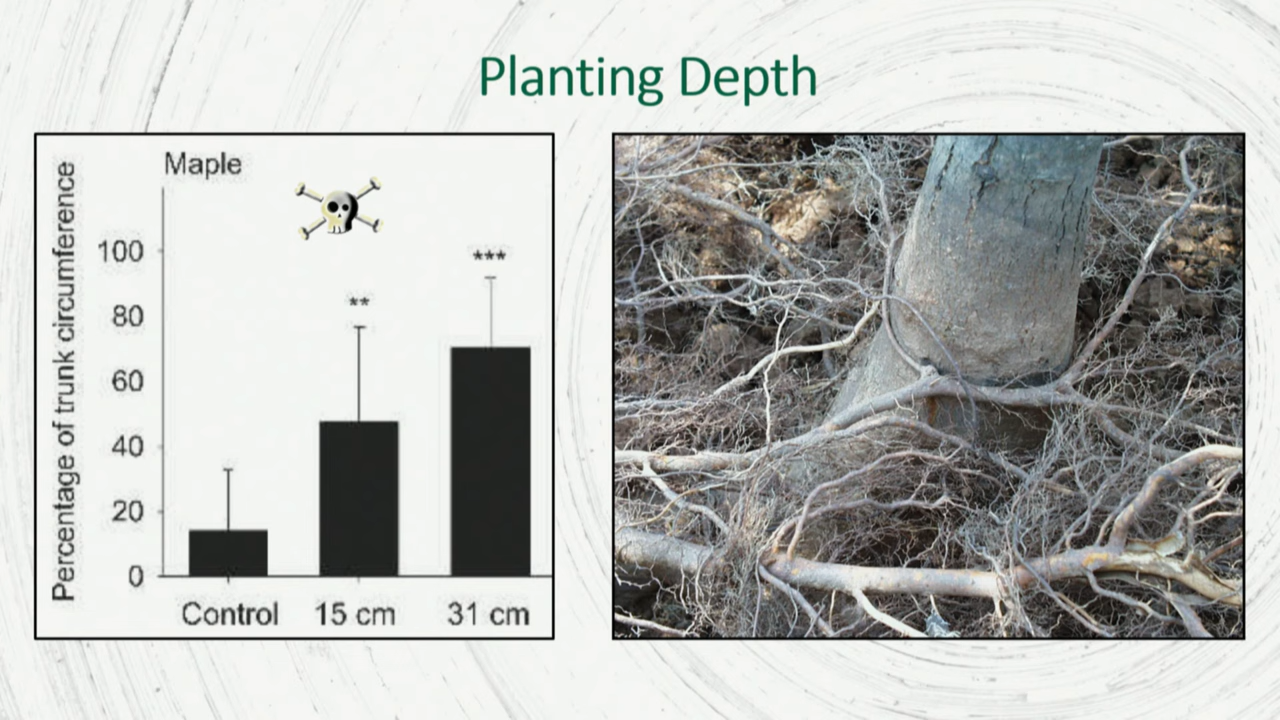 Planting Depth
Maple
Percentage of trunk circumference
100
80
60
40
20
0
**
***
Control 15 cm 31 cm